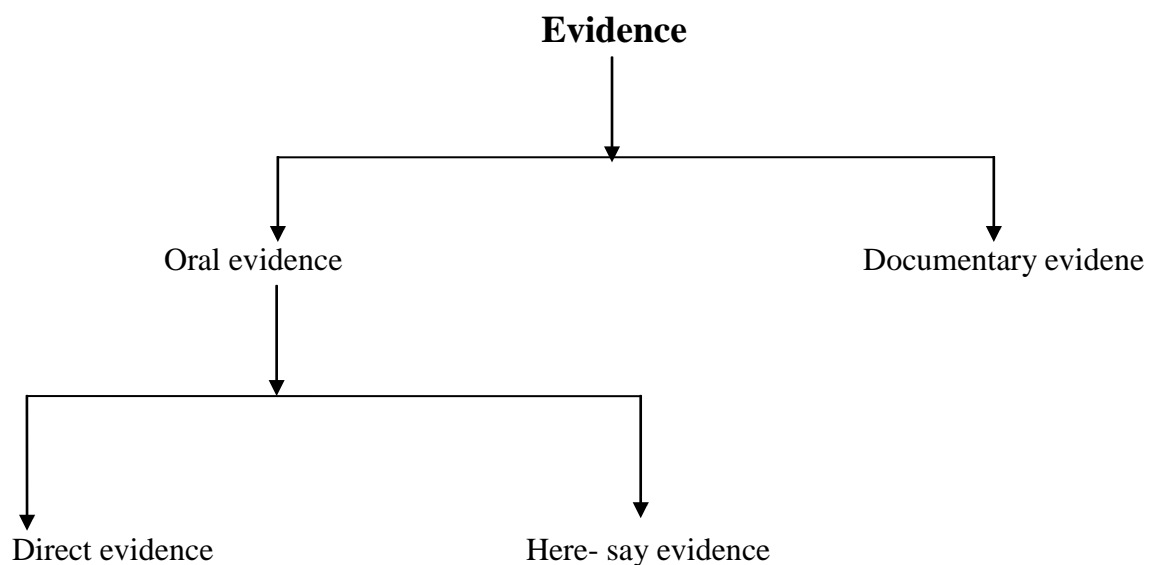 Evidence
Oral evidence
Documentary evidene
Direct evidence
Here- say evidence